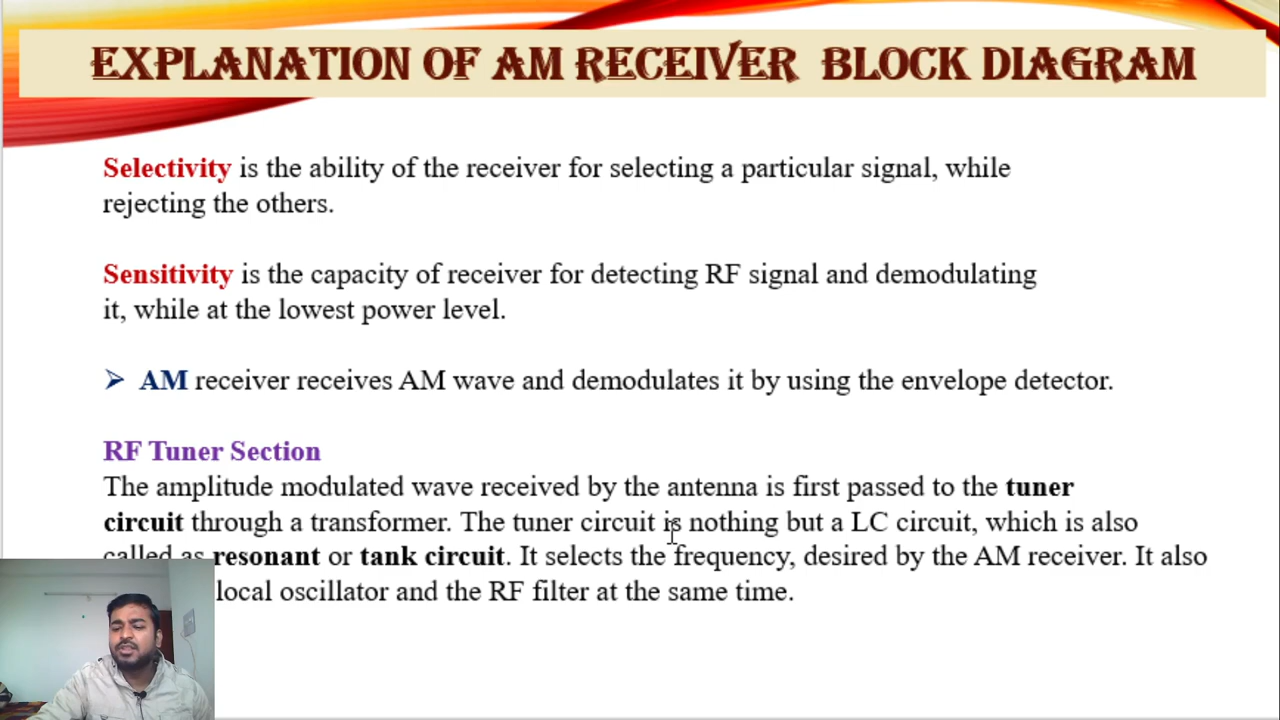 EXPLANATION OF AM RECEIVER BLOCK DIAGRAM
Selectivity is the ability of the receiver for selecting a particular signal, while
rejecting the others.
Sensitivity is the capacity of receiver for detecting RF signal and demodulating
it, while at the lowest power level.
➢ AM receiver receives AM wave and demodulates it by using the envelope detector.
RF Tuner Section
The amplitude modulated wave received by the antenna is first passed to the tuner
circuit through a transformer. The tuner circuit is nothing but a LC circuit, which is also
called as resonant or tank circuit. It selects the frequency, desired by the AM receiver. It also
local oscillator and the RF filter at the same time.